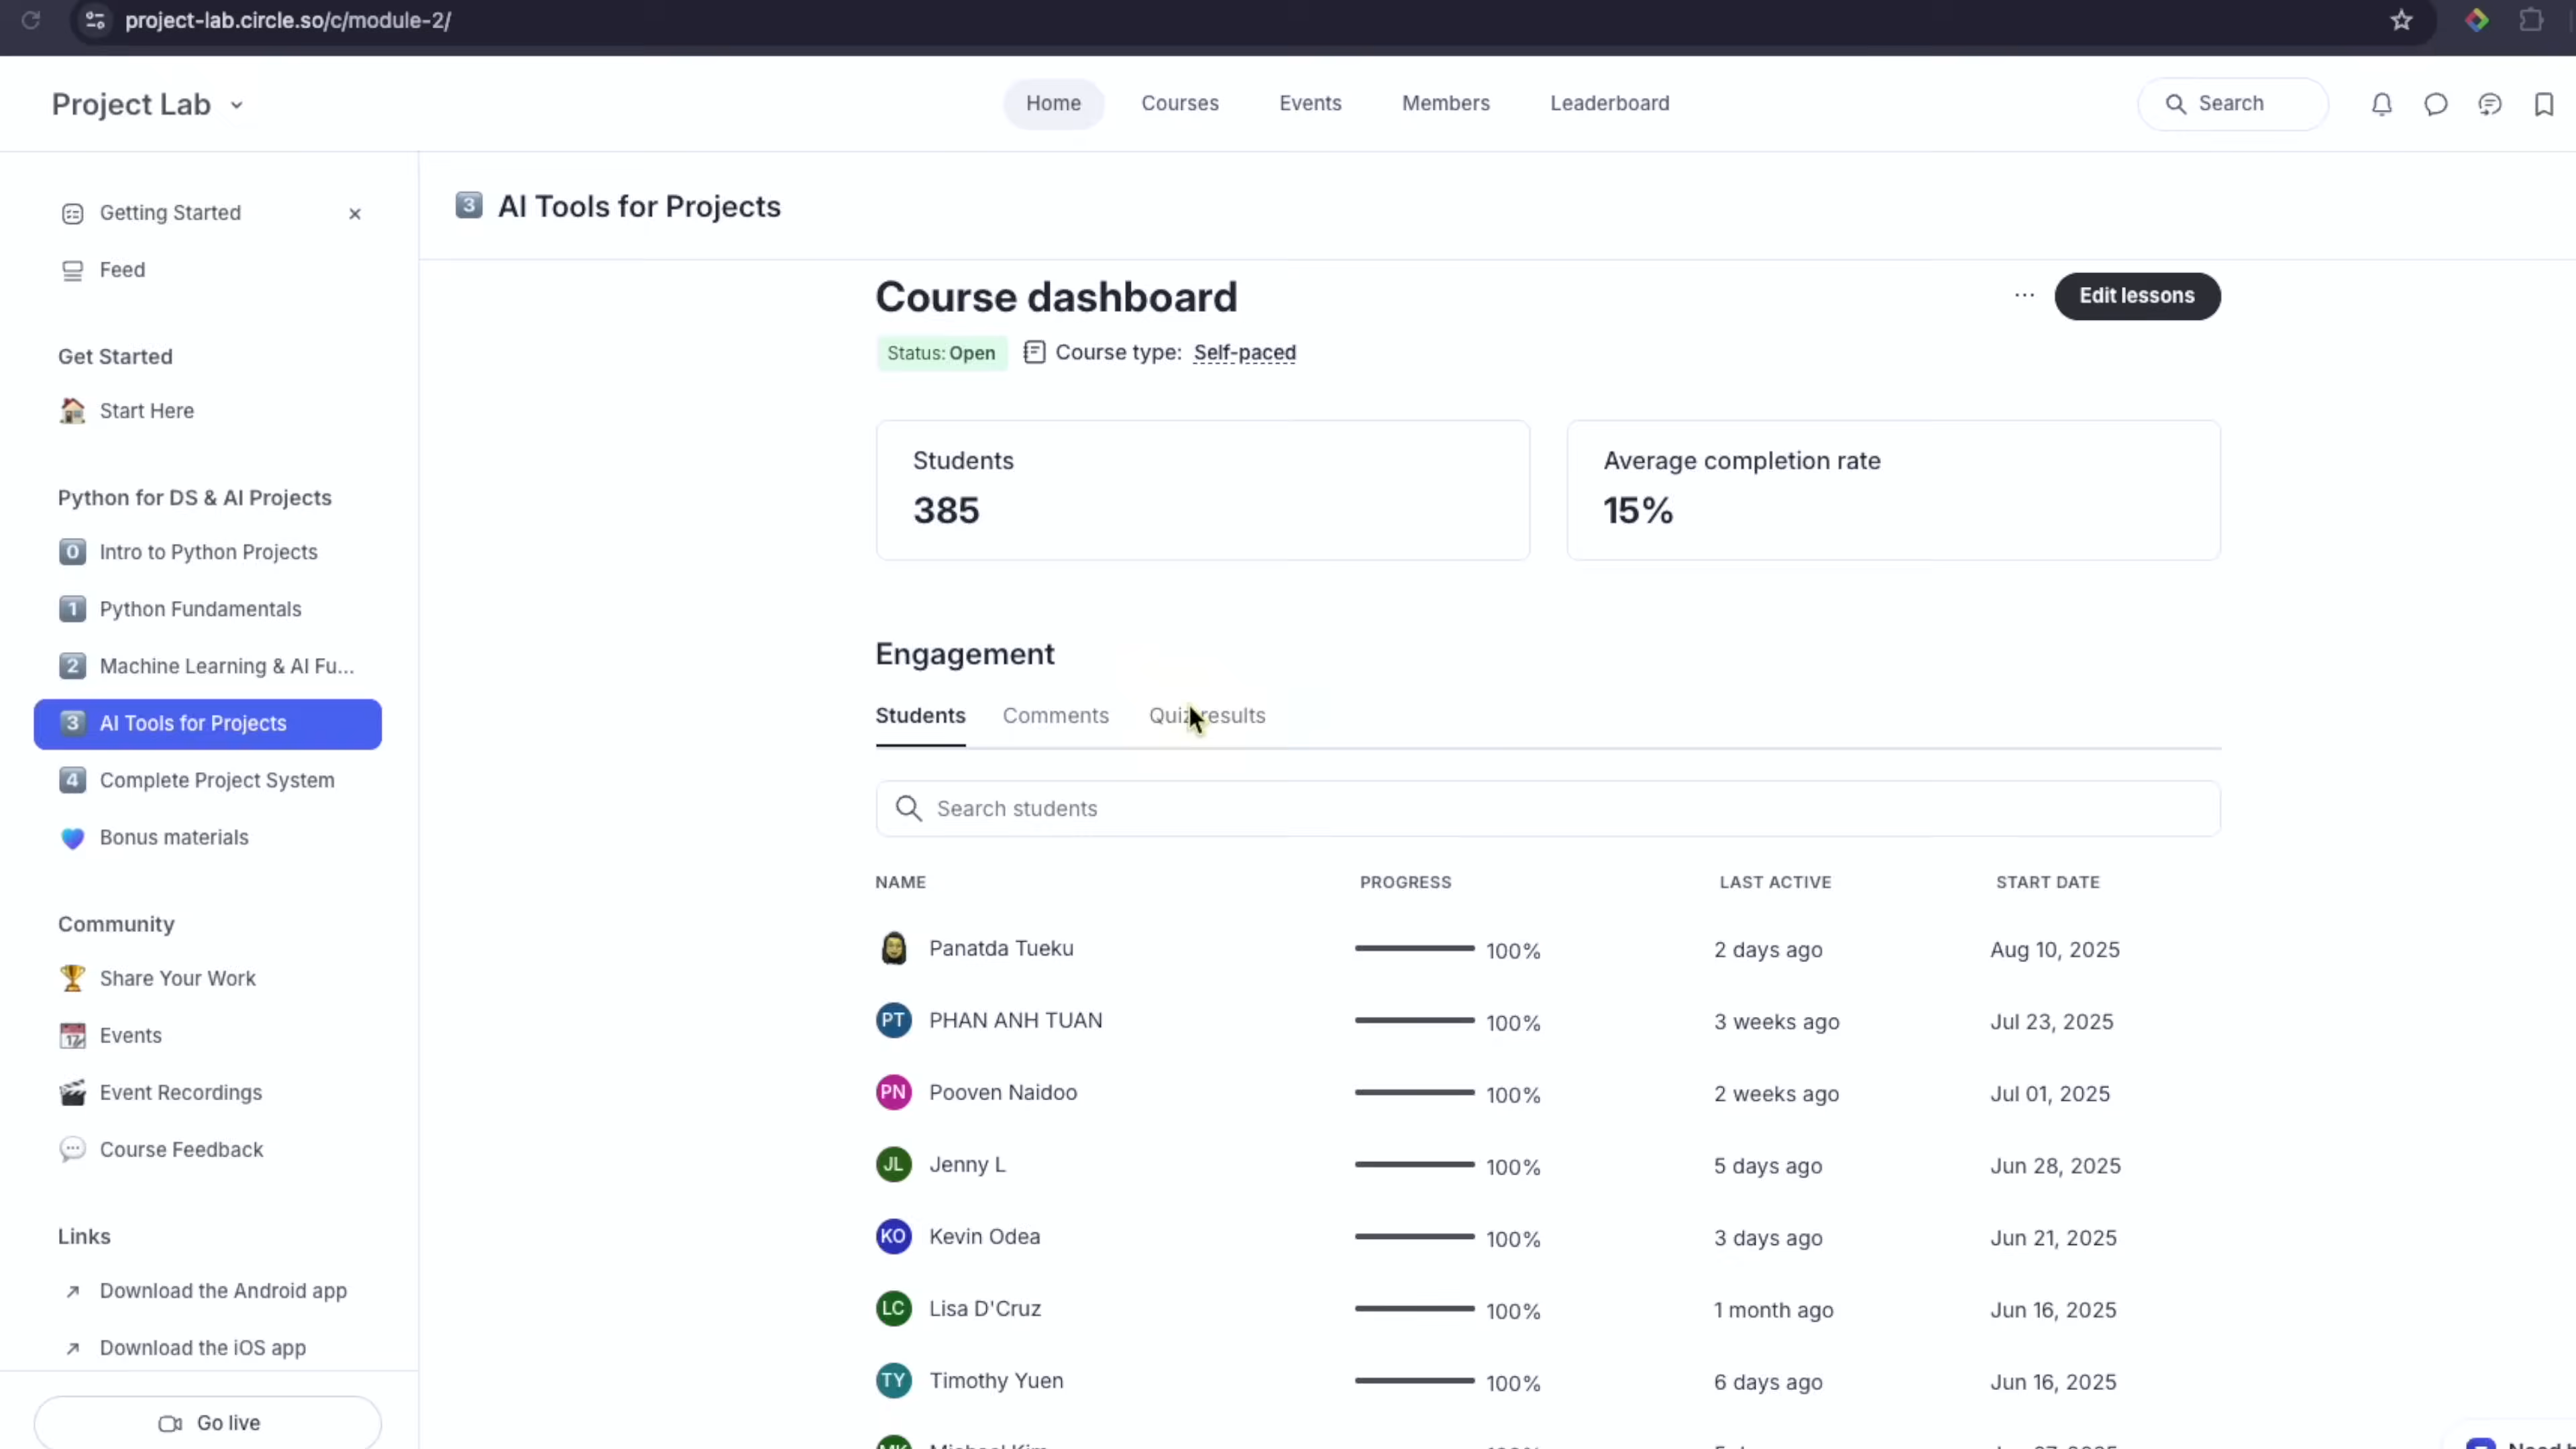 project-lab.circle.so/c/module-2/
Project Lab
Home
Courses
Events
Members
Leaderboard
Search
Getting Started
Feed
Get Started
Start Here
Python for DS & AI Projects
0 Intro to Python Projects
1 Python Fundamentals
2 Machine Learning & AI Fu...
3 AI Tools for Projects
4 Complete Project System
Bonus materials
Community
Share Your Work
17 Events
Event Recordings
Course Feedback
Links
Download the Android app
Download the iOS app
Go live
3 AI Tools for Projects
Course dashboard
Edit lessons
Status: Open
Course type: Self-paced
Students
385
Average completion rate
15%
Engagement
Students
Comments
Quiz results
Search students
NAME PROGRESS LAST ACTIVE START DATE
Panatda Tueku 100% 2 days ago Aug 10, 2025
PT PHAN ANH TUAN 100% 3 weeks ago Jul 23, 2025
PN Pooven Naidoo 100% 2 weeks ago Jul 01, 2025
JL Jenny L 100% 5 days ago Jun 28, 2025
KO Kevin Odea 100% 3 days ago Jun 21, 2025
LC Lisa D'Cruz 100% 1 month ago Jun 16, 2025
TY Timothy Yuen 100% 6 days ago Jun 16, 2025